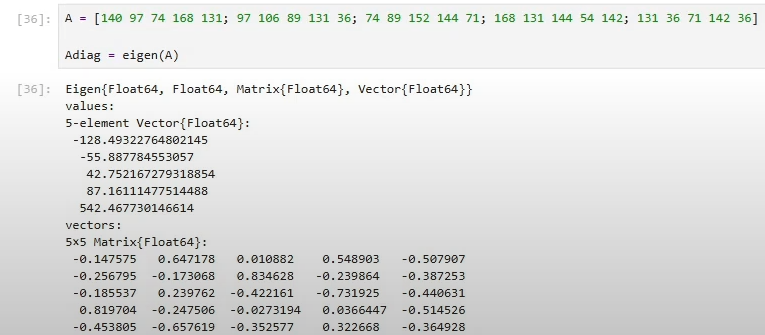 [36]: A = [140 97 74 168 131; 97 106 89 131 36; 74 89 152 144 71; 168 131 144 54 142; 131 36 71 142 36]
Adiag = eigen(A)
[36]: Eigen{Float64, Float64, Matrix{Float64}, Vector{Float64}}
values:
5-element Vector{Float64}:
-128.49322764802145
-55.887784553057
42.752167279318854
87.16111477514488
542.467730146614
vectors:
5×5 Matrix{Float64}:
-0.147575 0.647178 0.010882 0.548903 -0.507907
-0.256795 -0.173068 0.834628 -0.239864 -0.387253
-0.185537 0.239762 -0.422161 -0.731925 -0.440631
0.819704 -0.247506 -0.0273194 0.0366447 -0.514526
-0.453805 -0.657619 -0.352577 0.322668 -0.364928